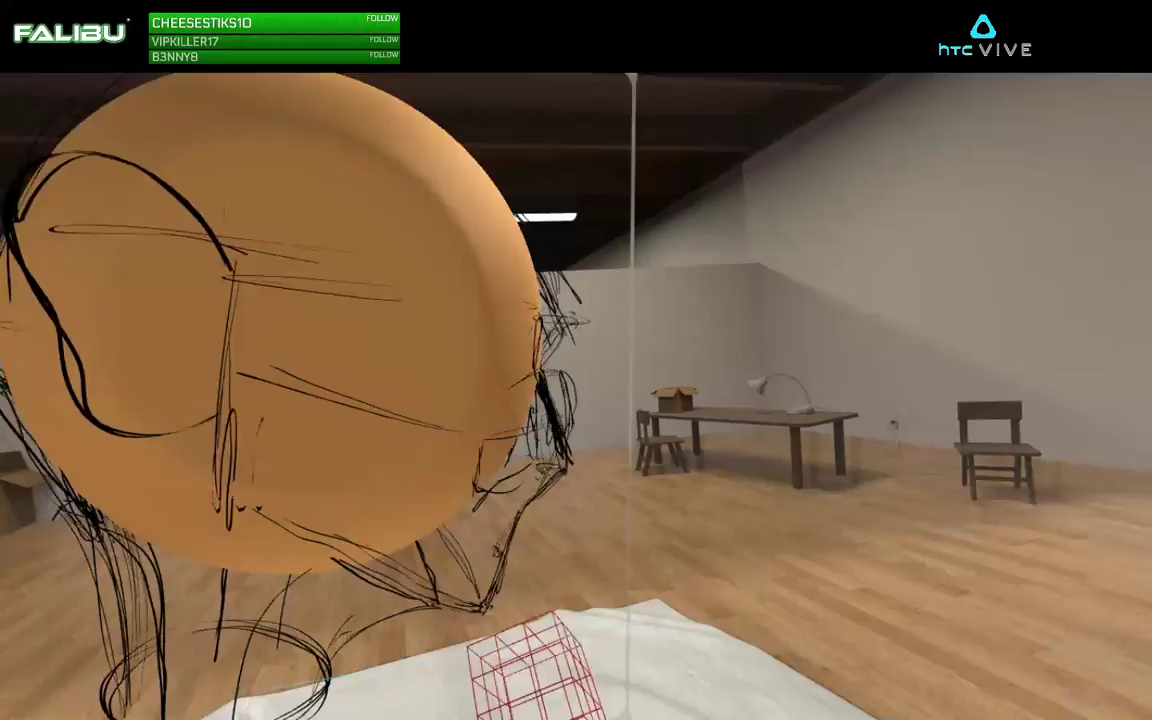 FALIBU
CHEESESTIKS10 FOLLOW
VIPKILLER17 FOLLOW
B3NNY8 FOLLOW
htc VIVE